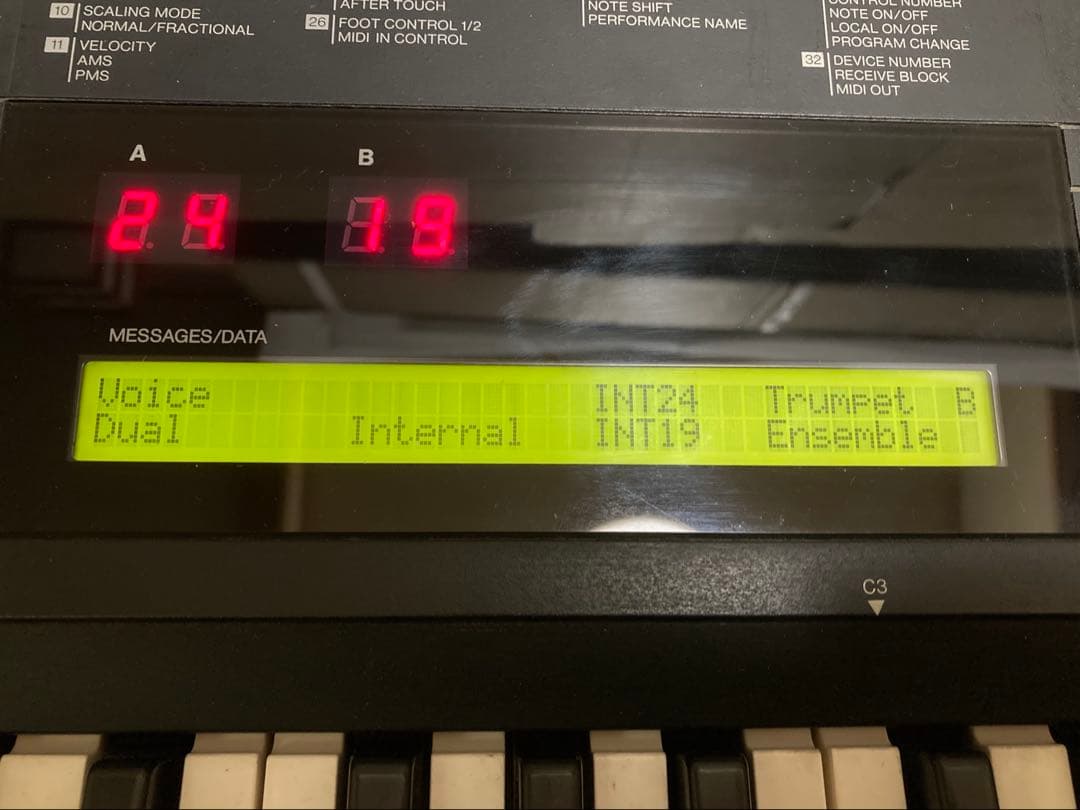 10 SCALING MODE
NORMAL/FRACTIONAL
11 VELOCITY
AMS
PMS
AFTER TOUCH
26 FOOT CONTROL 1/2
MIDI IN CONTROL
NOTE SHIFT
PERFORMANCE NAME
CONTROL NUMBER
NOTE ON/OFF
LOCAL ON/OFF
PROGRAM CHANGE
32 DEVICE NUMBER
RECEIVE BLOCK
MIDI OUT
A B
24 19
MESSAGES/DATA
Voice INT24 Trumpet B
Dual Internal INT19 Ensemble
C3